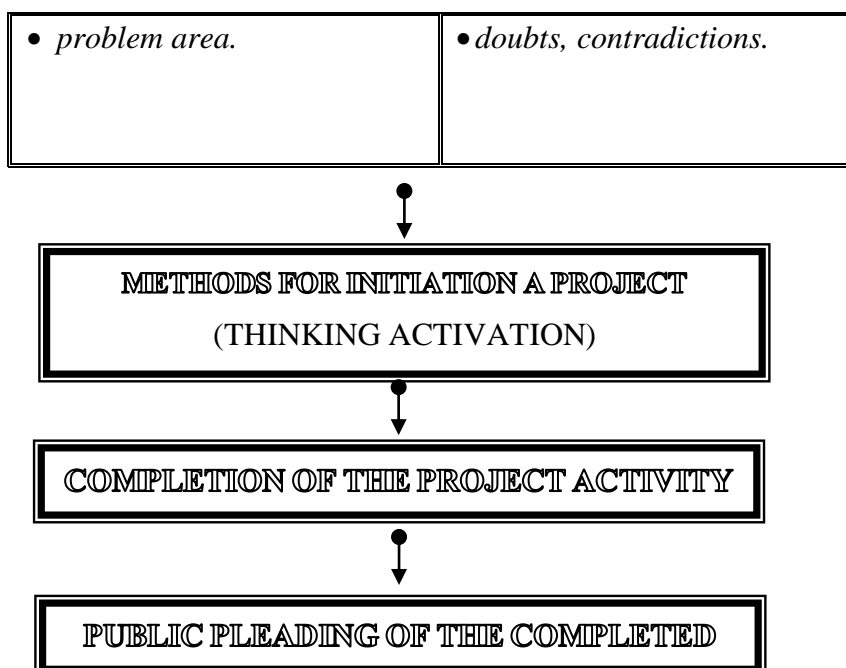 • problem area.
• doubts, contradictions.
METHODS FOR INITIATION A PROJECT
(THINKING ACTIVATION)
COMPLETION OF THE PROJECT ACTIVITY
PUBLIC PLEADING OF THE COMPLETED